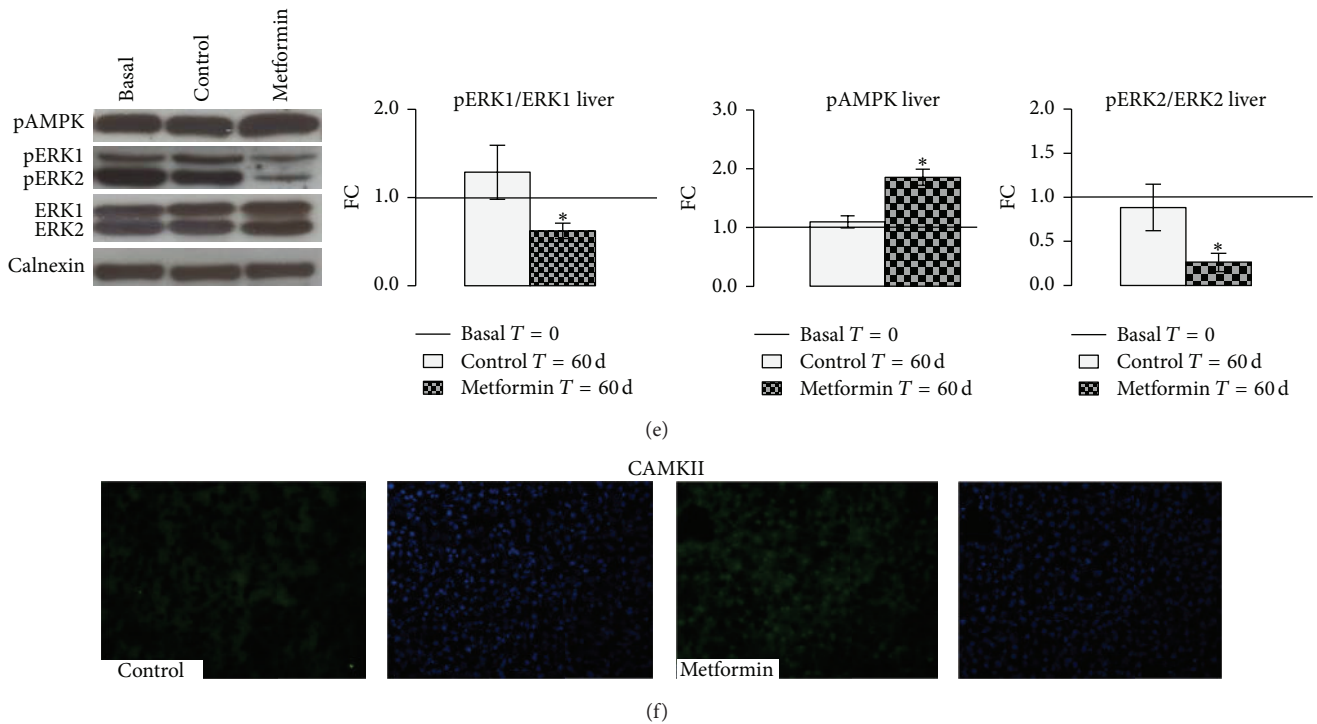 Basal
Control
Metformin
pAMPK
pERK1
pERK2
ERK1
ERK2
Calnexin
pERK1/ERK1 liver
2.0
1.0
0.0
FC
*
Basal T = 0
Control T = 60 d
Metformin T = 60 d
pAMPK liver
3.0
2.0
1.0
0.0
FC
*
Basal T = 0
Control T = 60 d
Metformin T = 60 d
pERK2/ERK2 liver
2.0
1.5
1.0
0.5
0.0
FC
*
Basal T = 0
Control T = 60 d
Metformin T = 60 d
(e)
CAMKII
Control
Metformin
(f)